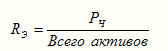 Rэ = Pч / Всего активов